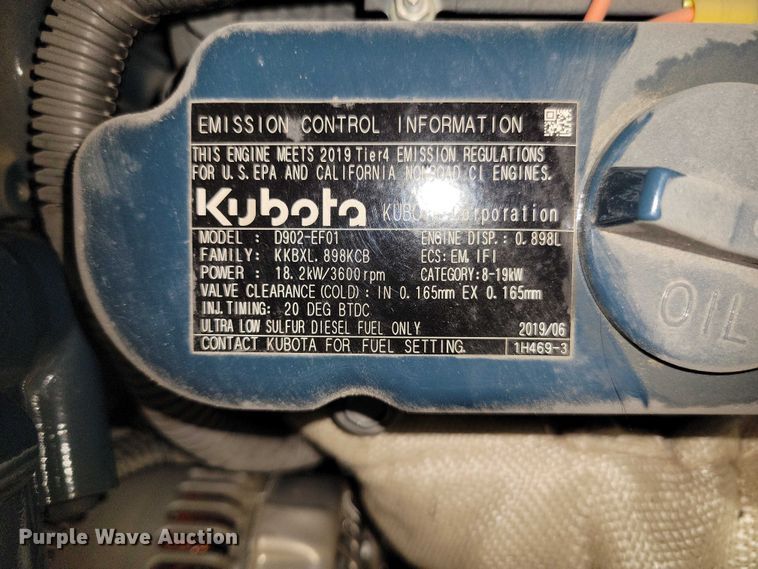 EMISSION CONTROL INFORMATION
THIS ENGINE MEETS 2019 Tier4 EMISSION REGULATIONS
FOR U.S. EPA AND CALIFORNIA NONROAD CI ENGINES.
Kubota KUBOTA Corporation
MODEL : D902-EF01 ENGINE DISP.: 0.898L
FAMILY: KKBXL.898KCB ECS: EM, IFI
POWER : 18.2kW/3600rpm CATEGORY: 8-19kW
VALVE CLEARANCE (COLD) : IN 0.165mm EX 0.165mm
INJ. TIMING: 20 DEG BTDC
ULTRA LOW SULFUR DIESEL FUEL ONLY 2019/06
CONTACT KUBOTA FOR FUEL SETTING. 1H469-3
OIL
Purple Wave Auction